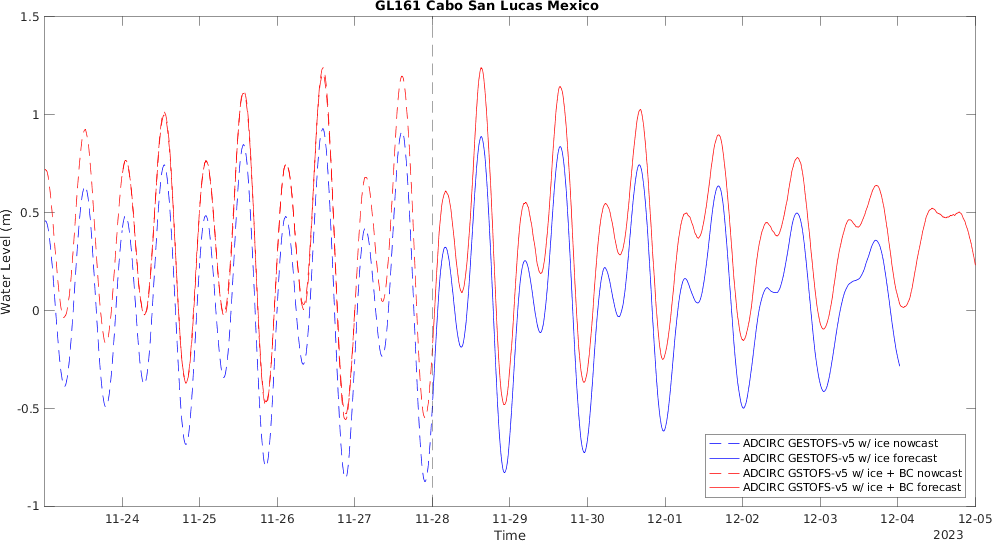 GL161 Cabo San Lucas Mexico
1.5
1
0.5
0
-0.5
-1
Water Level (m)
11-24 11-25 11-26 11-27 11-28 11-29 11-30 12-01 12-02 12-03 12-04 12-05
Time
2023
ADCIRC GESTOFS-v5 w/ ice nowcast
ADCIRC GESTOFS-v5 w/ ice forecast
ADCIRC GSTOFS-v5 w/ ice + BC nowcast
ADCIRC GSTOFS-v5 w/ ice + BC forecast